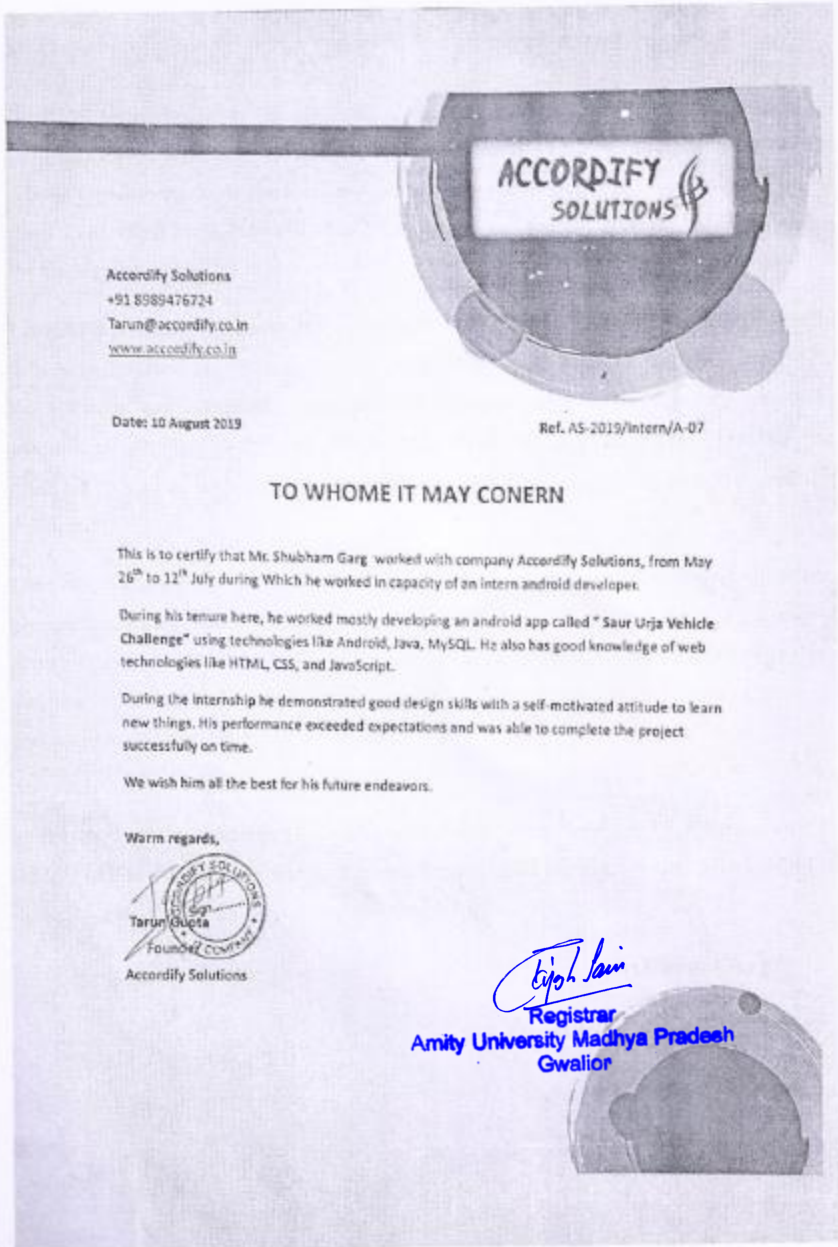 ACCORDIFY
SOLUTIONS
Accordify Solutions
+91 8989476724
Tarun@accordify.co.in
www.accordify.co.in
Date: 10 August 2019
Ref. AS-2019/Intern/A-07
TO WHOME IT MAY CONERN
This is to certify that Mr. Shubham Garg worked with company Accordify Solutions, from May
26th to 12th July during Which he worked in capacity of an intern android developer.
During his tenure here, he worked mostly developing an android app called " Saur Urja Vehicle
Challenge" using technologies like Android, Java, MySQL. He also has good knowledge of web
technologies like HTML, CSS, and JavaScript.
During the internship he demonstrated good design skills with a self-motivated attitude to learn
new things. His performance exceeded expectations and was able to complete the project
successfully on time.
We wish him all the best for his future endeavors.
Warm regards,
ACCORDIFY SOLUTIONS
Tarun Gupta
Founder
COMPANY
Accordify Solutions
Registrar
Amity University Madhya Pradesh
Gwalior